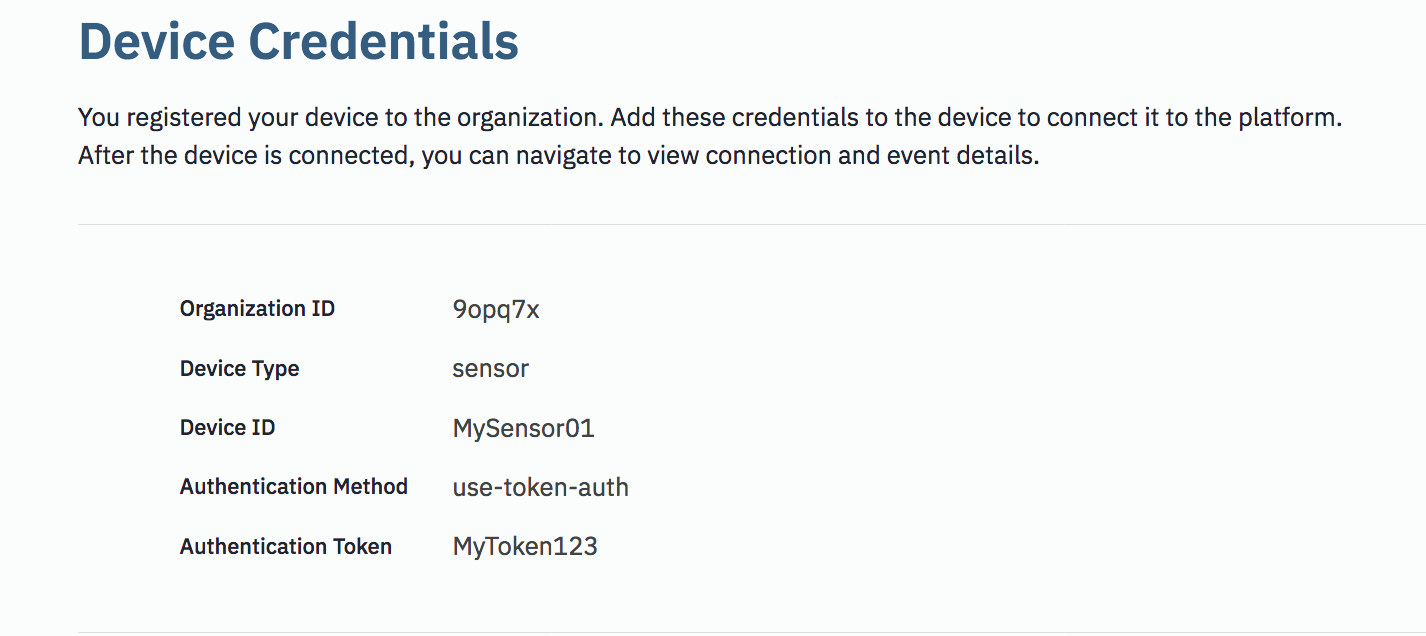 Device Credentials
You registered your device to the organization. Add these credentials to the device to connect it to the platform.
After the device is connected, you can navigate to view connection and event details.
Organization ID 9opq7x
Device Type sensor
Device ID MySensor01
Authentication Method use-token-auth
Authentication Token MyToken123